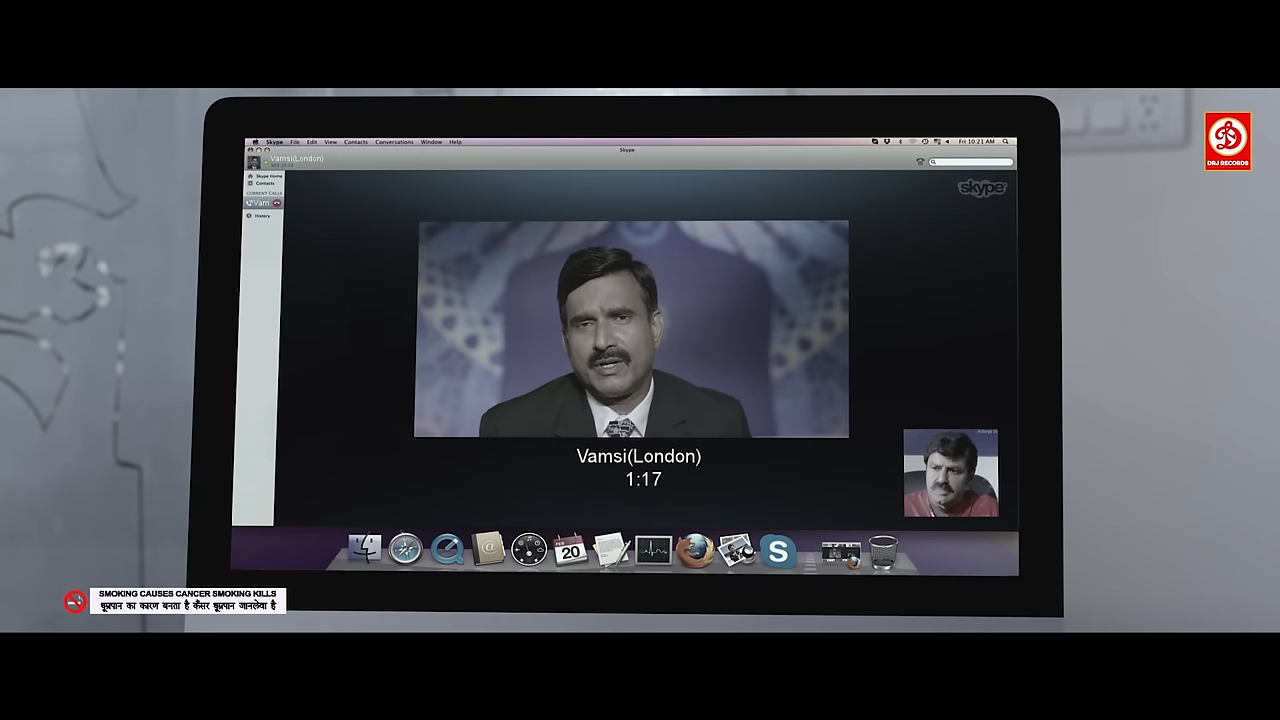 Skype File Edit View Contacts Conversations Window Help
Fri 10:21 AM
Skype
Vamsi(London)
Skype Home
Contacts
CURRENT CALLS
Vam
History
skype
DRJ RECORDS
Vamsi(London)
1:17
FEB
20
@
S
SMOKING CAUSES CANCER SMOKING KILLS
धूम्रपान का कारण बनता है कैंसर धूम्रपान जानलेवा है